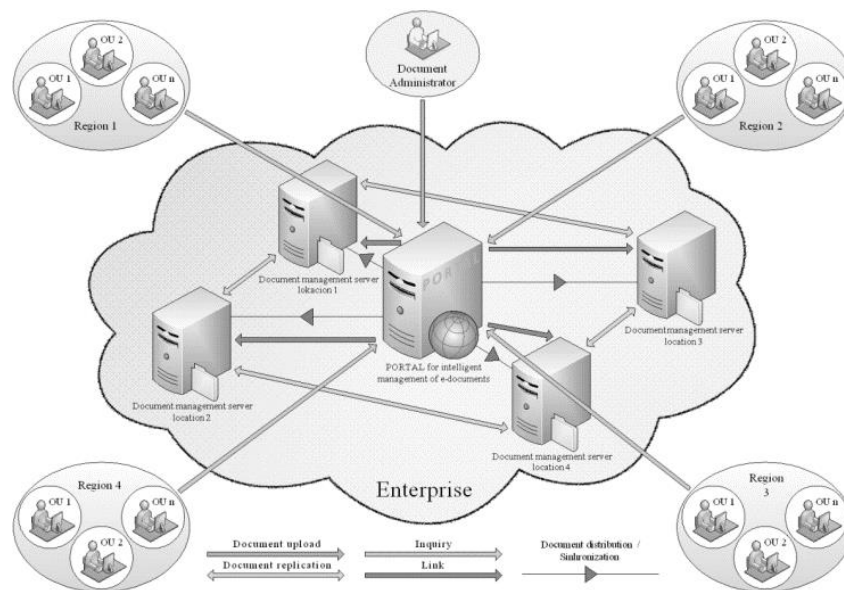 OU 2
OU 1
OU n
Region 1
Document
Administrator
OU 2
OU 1
OU n
Region 2
PORTAL
Document management server
lokacion 1
Document management server
location 3
PORTAL for intelligent
management of e-documents
Document management server
location 2
Document management server
location 4
Enterprise
Region 4
OU 1
OU n
OU 2
Region
3
OU 1
OU n
OU 2
Document upload
Inquiry
Document distribution /
Sinhronization
Document replication
Link